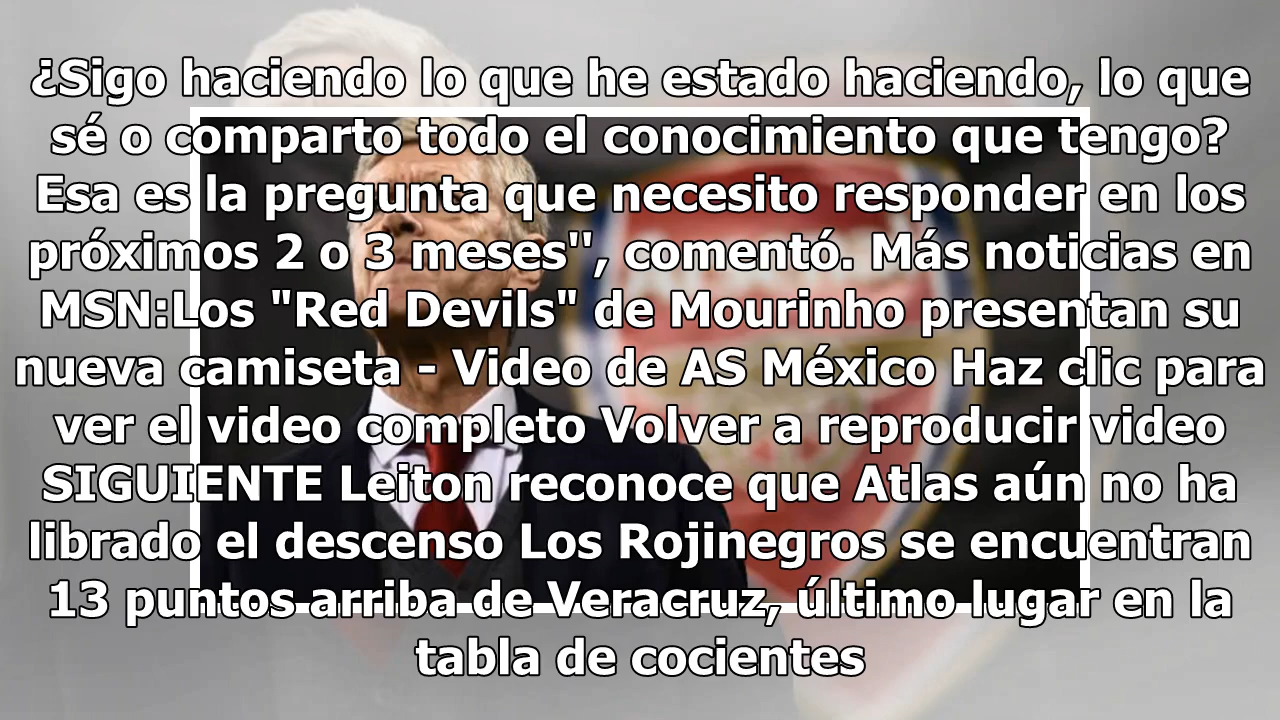 ¿Sigo haciendo lo que he estado haciendo, lo que
sé o comparto todo el conocimiento que tengo?
Esa es la pregunta que necesito responder en los
próximos 2 o 3 meses'', comentó. Más noticias en
MSN:Los "Red Devils" de Mourinho presentan su
nueva camiseta - Video de AS México Haz clic para
ver el video completo Volver a reproducir video
SIGUIENTE Leiton reconoce que Atlas aún no ha
librado el descenso Los Rojinegros se encuentran
13 puntos arriba de Veracruz, último lugar en la
tabla de cocientes